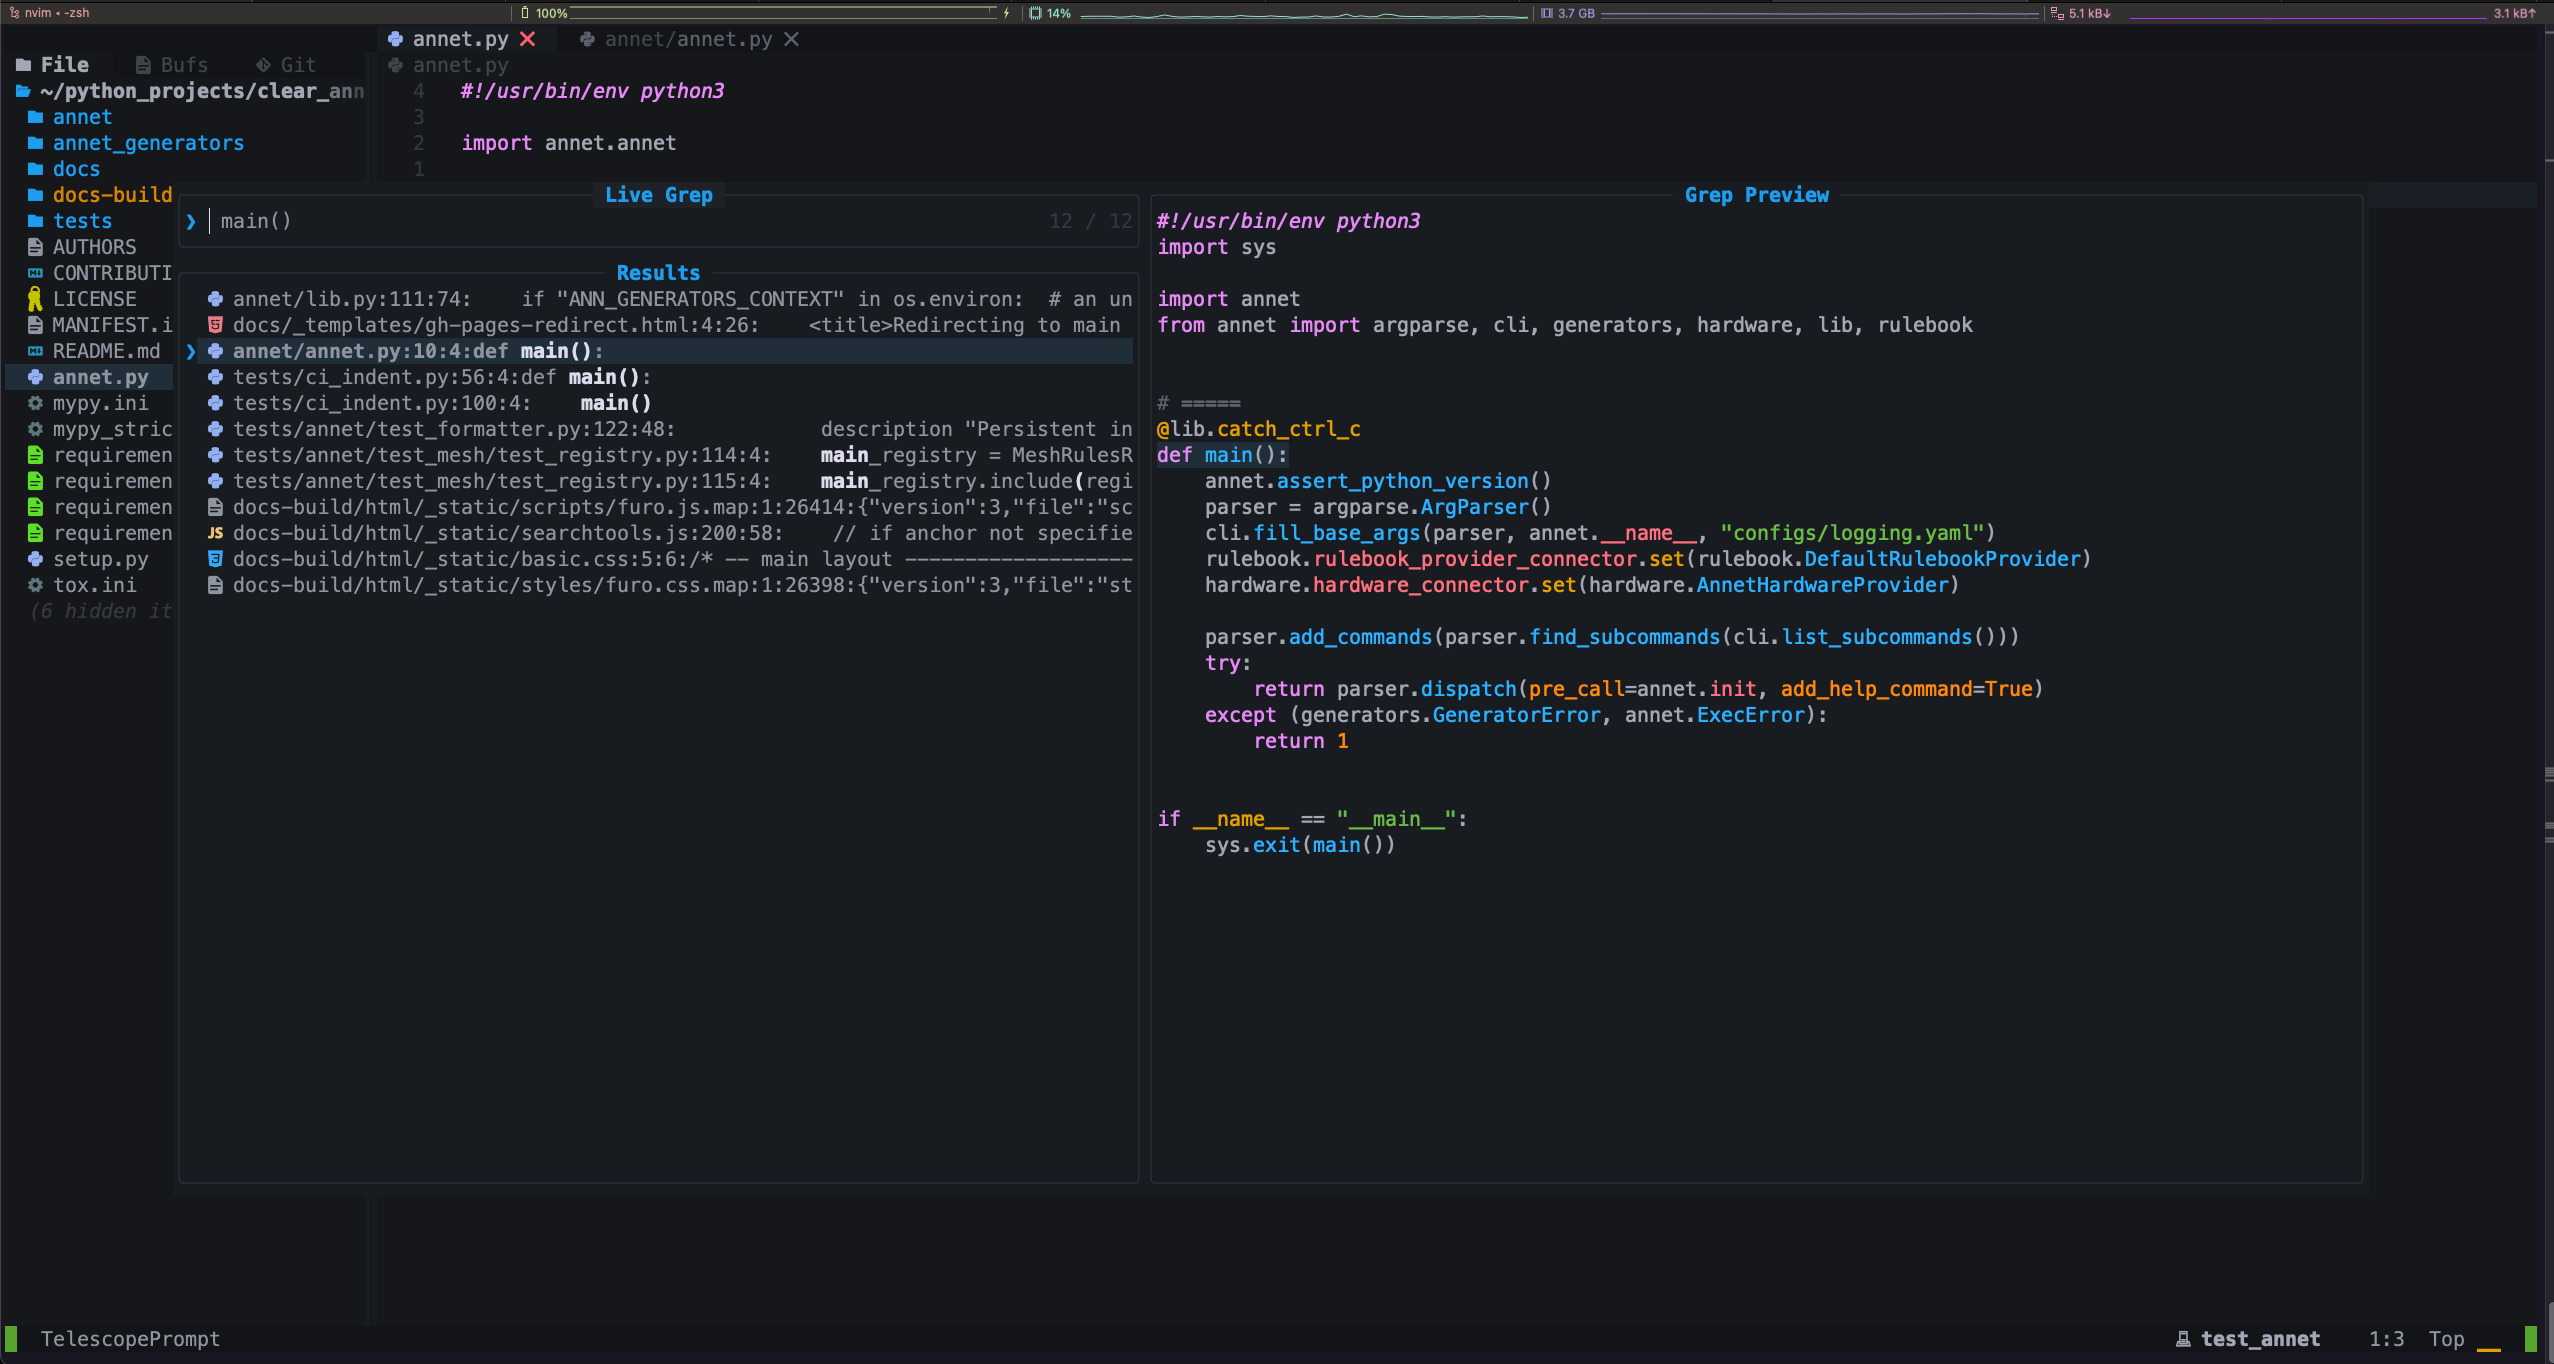 nvim ◂ -zsh 100% 14% 3.7 GB 5.1 kB↓ 3.1 kB↑
annet.py ✕ annet/annet.py ✕
File Bufs Git
annet.py
~/python_projects/clear_ann
annet
annet_generators
docs
docs-build
tests
AUTHORS
CONTRIBUTI
LICENSE
MANIFEST.i
README.md
annet.py
mypy.ini
mypy_stric
requiremen
requiremen
requiremen
requiremen
setup.py
tox.ini
(6 hidden it
4 #!/usr/bin/env python3
3
2 import annet.annet
1
Live Grep
❯ main() 12 / 12
Results
annet/lib.py:111:74: if "ANN_GENERATORS_CONTEXT" in os.environ: # an un
docs/_templates/gh-pages-redirect.html:4:26: <title>Redirecting to main
❯ annet/annet.py:10:4:def main():
tests/ci_indent.py:56:4:def main():
tests/ci_indent.py:100:4: main()
tests/annet/test_formatter.py:122:48: description "Persistent in
tests/annet/test_mesh/test_registry.py:114:4: main_registry = MeshRulesR
tests/annet/test_mesh/test_registry.py:115:4: main_registry.include(regi
docs-build/html/_static/scripts/furo.js.map:1:26414:{"version":3,"file":"sc
JS docs-build/html/_static/searchtools.js:200:58: // if anchor not specifie
docs-build/html/_static/basic.css:5:6:/* -- main layout -------------------
docs-build/html/_static/styles/furo.css.map:1:26398:{"version":3,"file":"st
Grep Preview
#!/usr/bin/env python3
import sys
import annet
from annet import argparse, cli, generators, hardware, lib, rulebook
# =====
@lib.catch_ctrl_c
def main():
    annet.assert_python_version()
    parser = argparse.ArgParser()
    cli.fill_base_args(parser, annet.__name__, "configs/logging.yaml")
    rulebook.rulebook_provider_connector.set(rulebook.DefaultRulebookProvider)
    hardware.hardware_connector.set(hardware.AnnetHardwareProvider)
    parser.add_commands(parser.find_subcommands(cli.list_subcommands()))
    try:
        return parser.dispatch(pre_call=annet.init, add_help_command=True)
    except (generators.GeneratorError, annet.ExecError):
        return 1
if __name__ == "__main__":
    sys.exit(main())
TelescopePrompt test_annet 1:3 Top